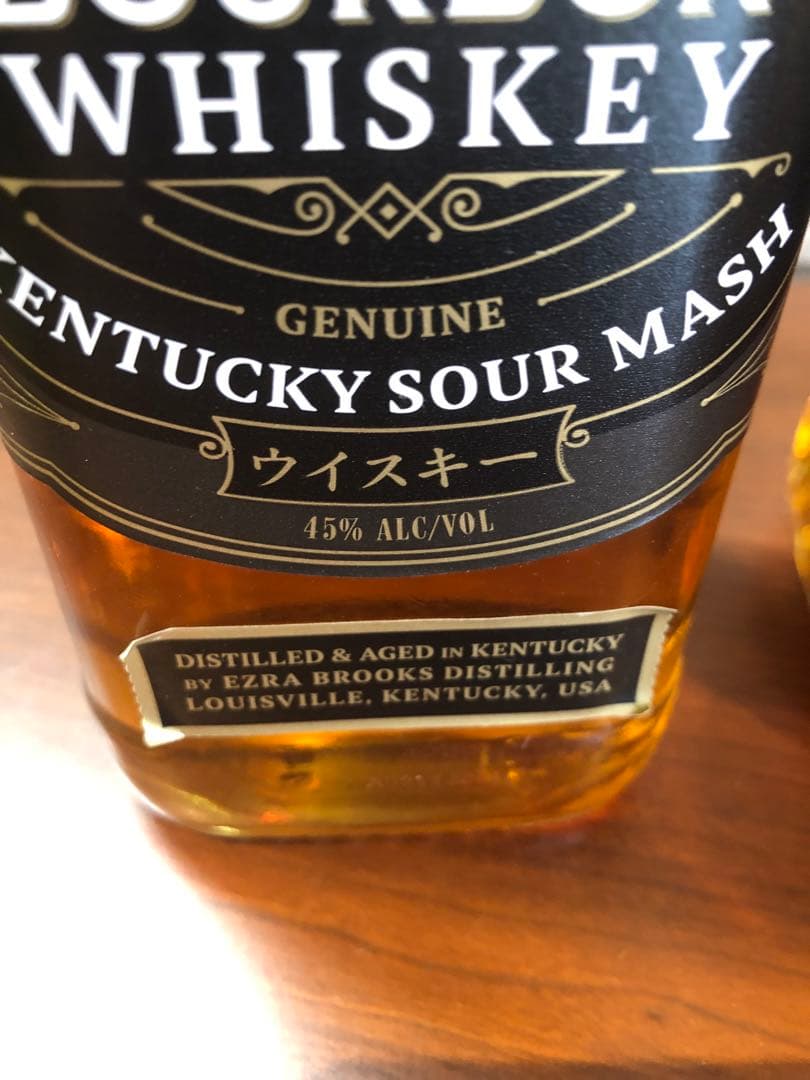 BOURBON
WHISKEY
GENUINE
KENTUCKY SOUR MASH
ウイスキー
45% ALC/VOL
DISTILLED & AGED IN KENTUCKY
BY EZRA BROOKS DISTILLING
LOUISVILLE, KENTUCKY, USA